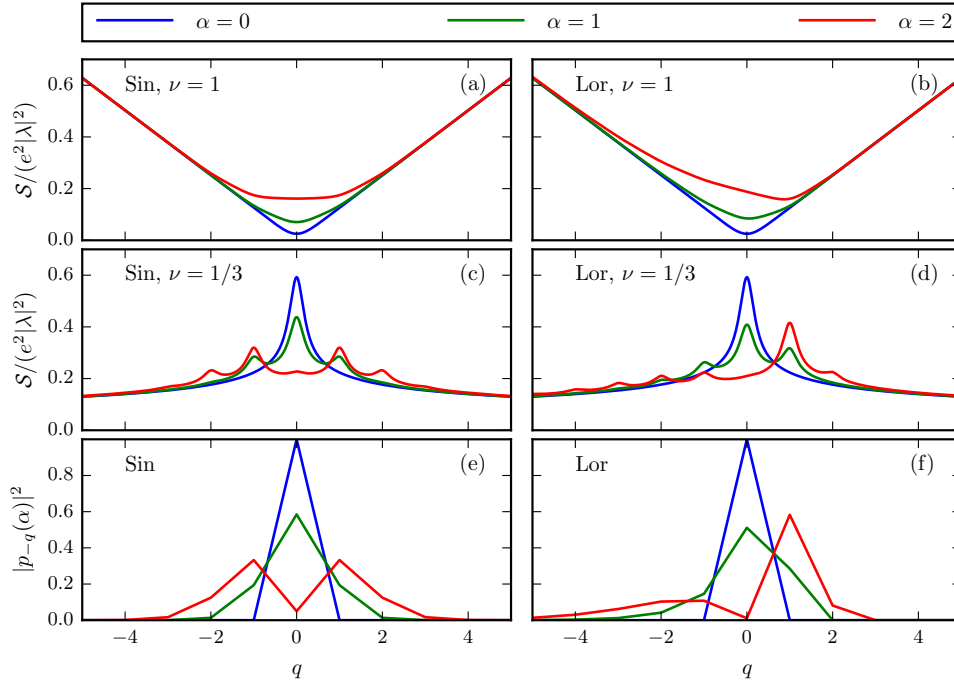 α = 0 α = 1 α = 2
Sin, ν = 1 (a)
S/(e²|λ|²)
0.0
0.2
0.4
0.6
Lor, ν = 1 (b)
Sin, ν = 1/3 (c)
S/(e²|λ|²)
0.0
0.2
0.4
0.6
Lor, ν = 1/3 (d)
Sin (e)
|p₋q(α)|²
0.0
0.2
0.4
0.6
0.8
−4 −2 0 2 4
q
Lor (f)
−4 −2 0 2 4
q